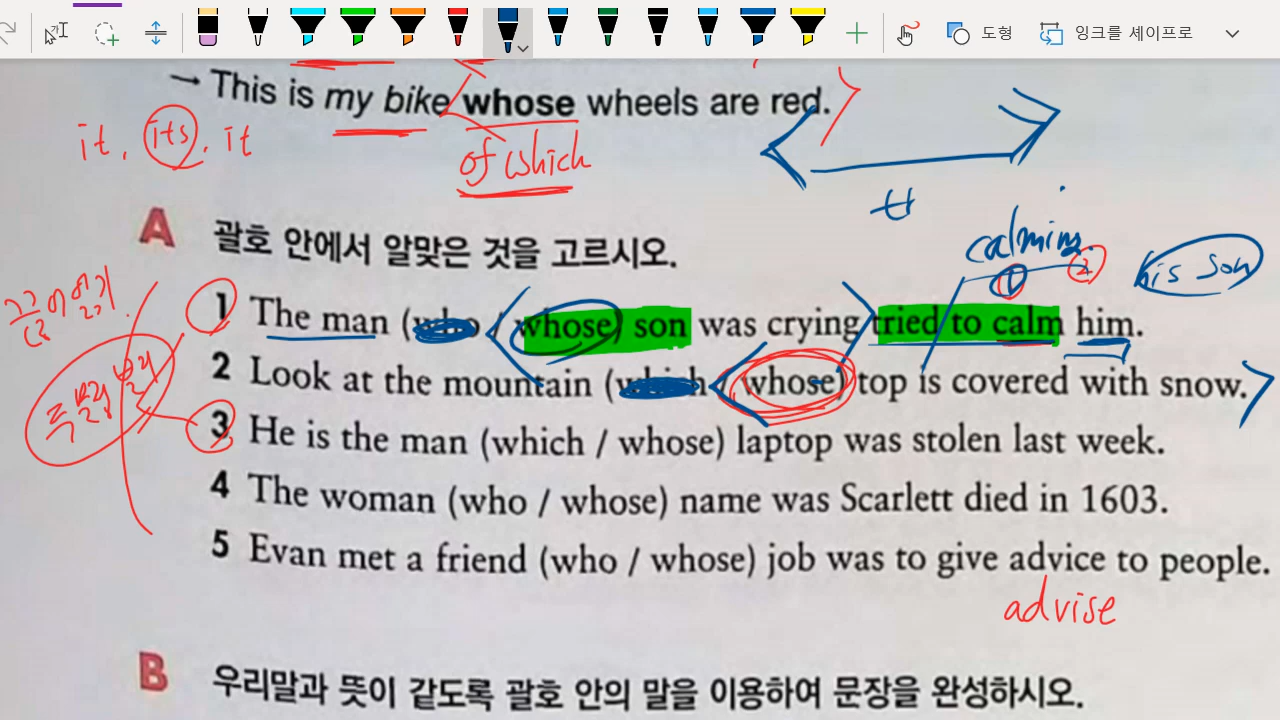 도형 잉크를 셰이프로
→ This is my bike whose wheels are red.
it, its, it
of which
A 괄호 안에서 알맞은 것을 고르시오.
calming
his son
끊어 읽기
1 The man (who / whose) son was crying tried to calm him.
① ②
2 Look at the mountain (which / whose) top is covered with snow.
3 He is the man (which / whose) laptop was stolen last week.
4 The woman (who / whose) name was Scarlett died in 1603.
5 Evan met a friend (who / whose) job was to give advice to people.
advise
B 우리말과 뜻이 같도록 괄호 안의 말을 이용하여 문장을 완성하시오.